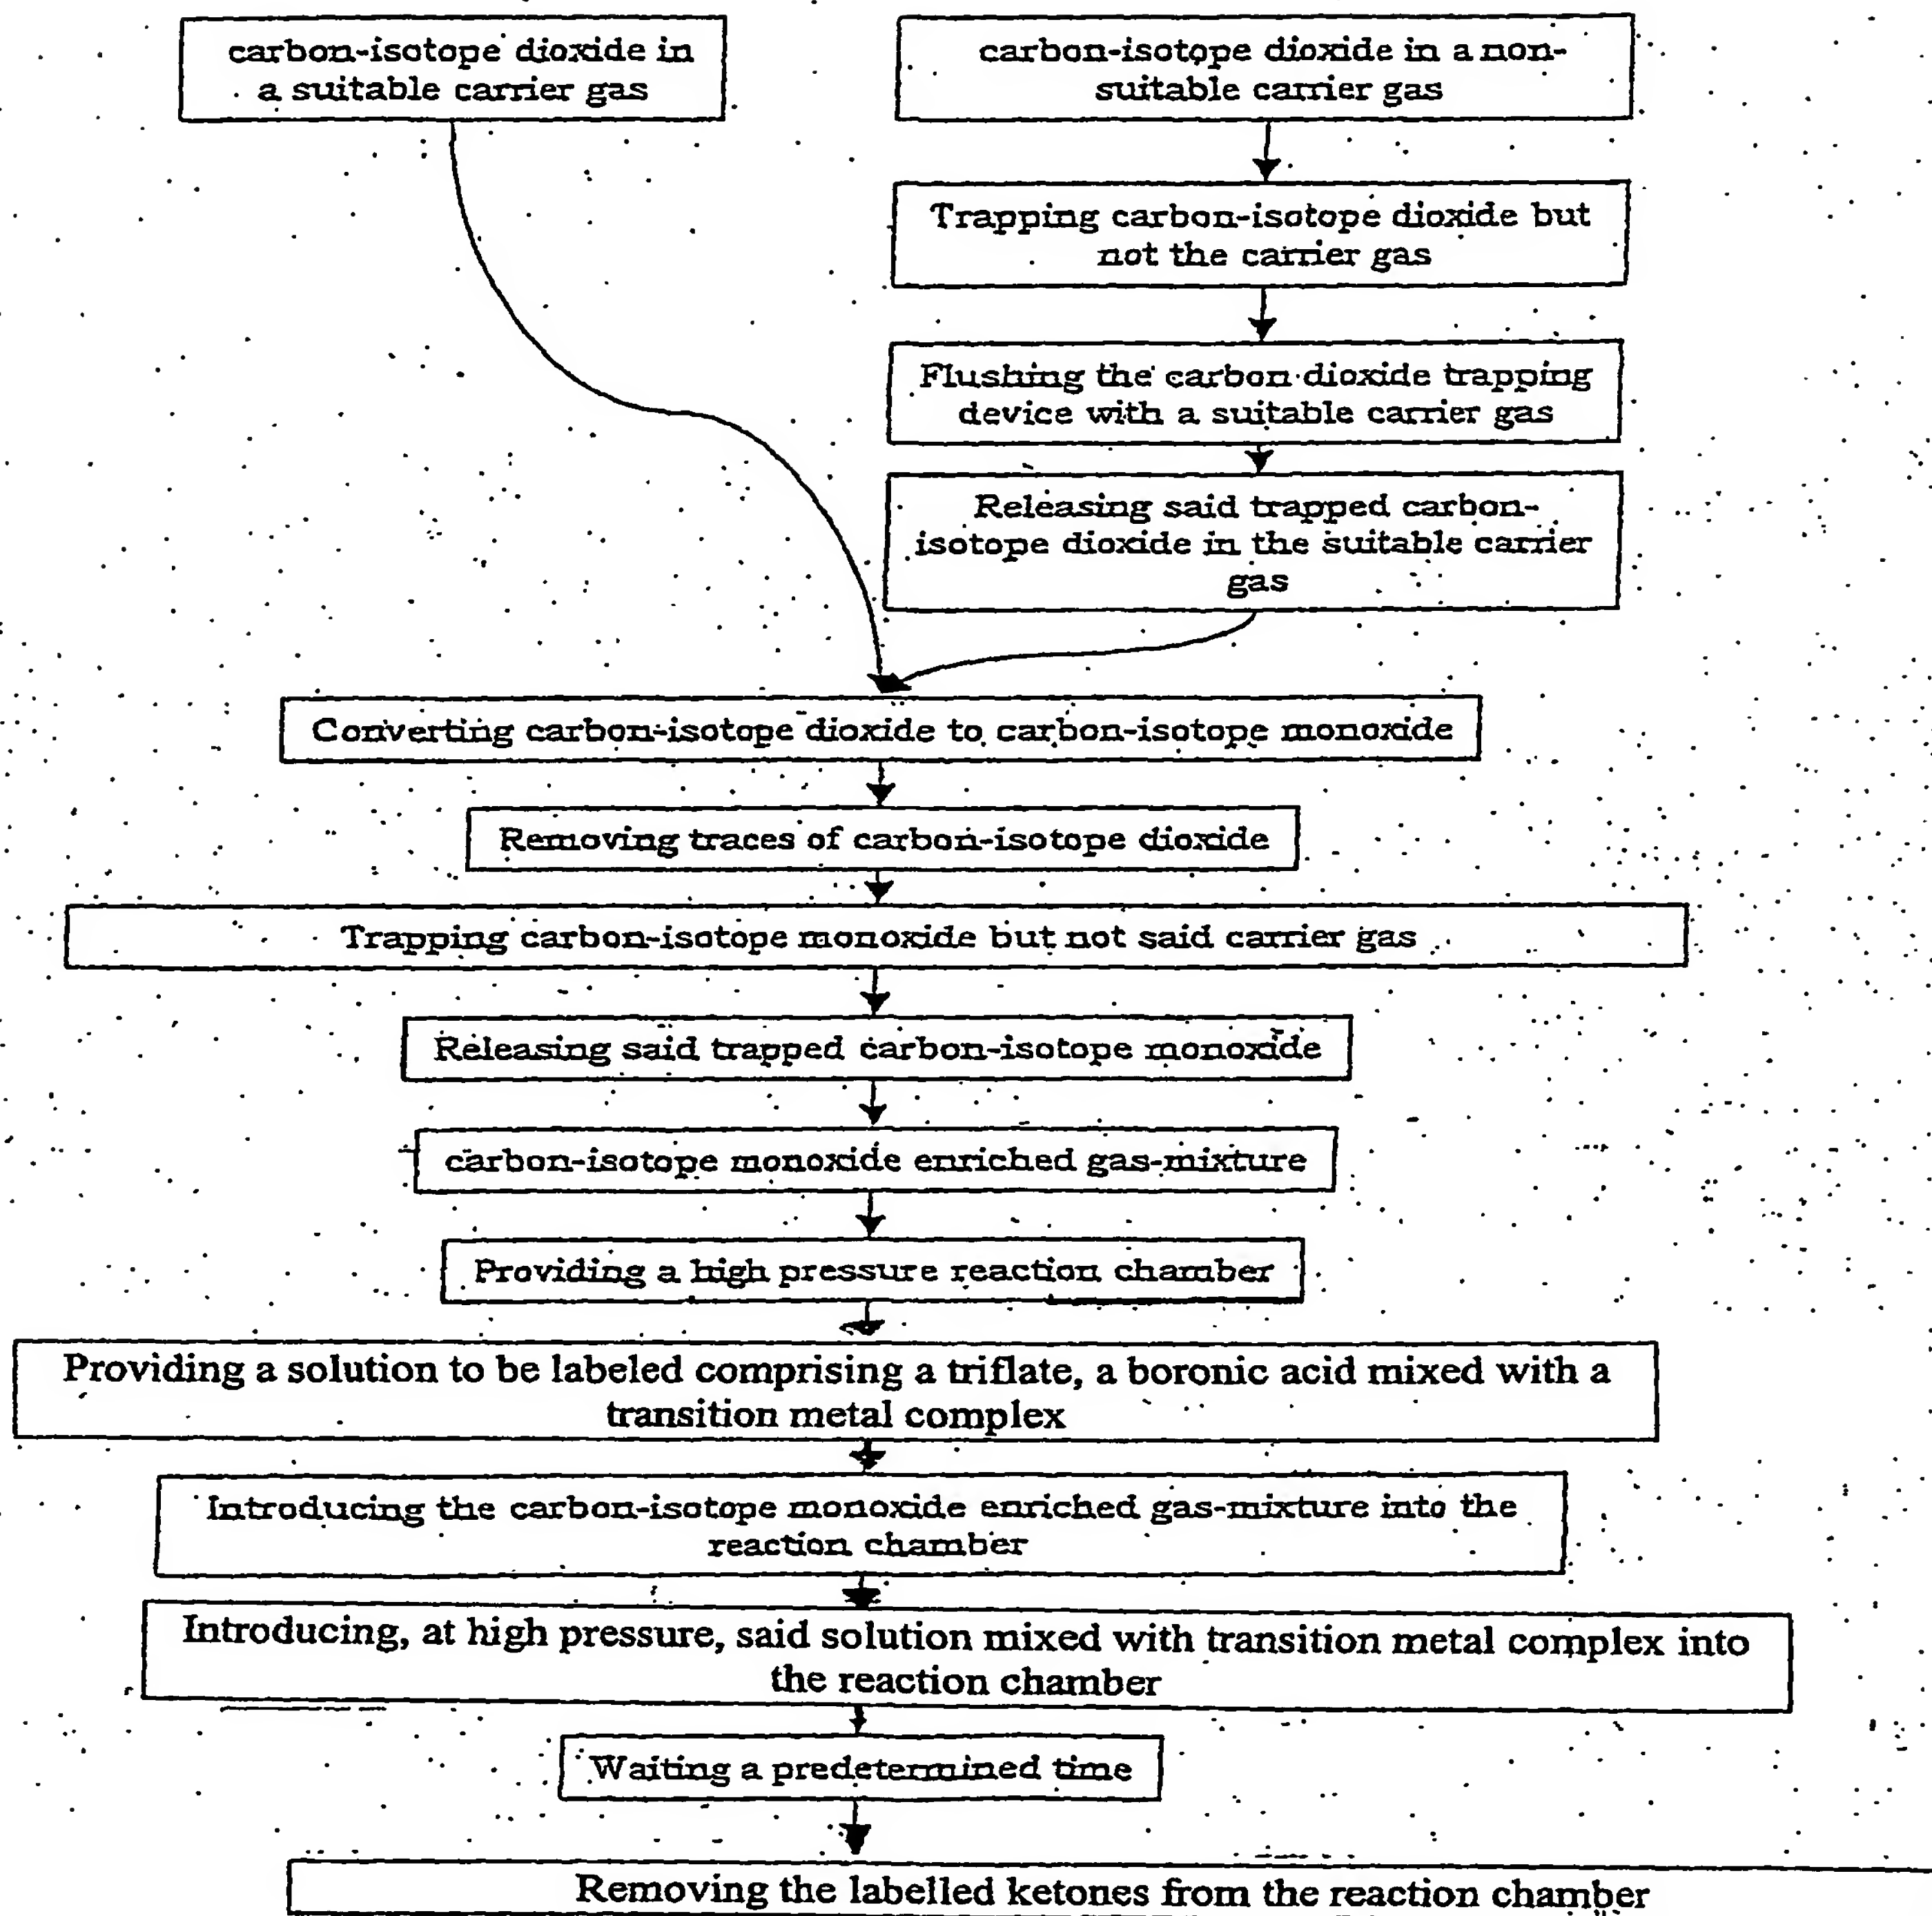 carbon-isotope dioxide in
a suitable carrier gas
carbon-isotope dioxide in a non-
suitable carrier gas
Trapping carbon-isotope dioxide but
not the carrier gas
Flushing the carbon dioxide trapping
device with a suitable carrier gas
Releasing said trapped carbon-
isotope dioxide in the suitable carrier
gas
Converting carbon-isotope dioxide to carbon-isotope monoxide
Removing traces of carbon-isotope dioxide
Trapping carbon-isotope monoxide but not said carrier gas
Releasing said trapped carbon-isotope monoxide
carbon-isotope monoxide enriched gas-mixture
Providing a high pressure reaction chamber
Providing a solution to be labeled comprising a triflate, a boronic acid mixed with a
transition metal complex
Introducing the carbon-isotope monoxide enriched gas-mixture into the
reaction chamber
Introducing, at high pressure, said solution mixed with transition metal complex into
the reaction chamber
Waiting a predetermined time
Removing the labelled ketones from the reaction chamber